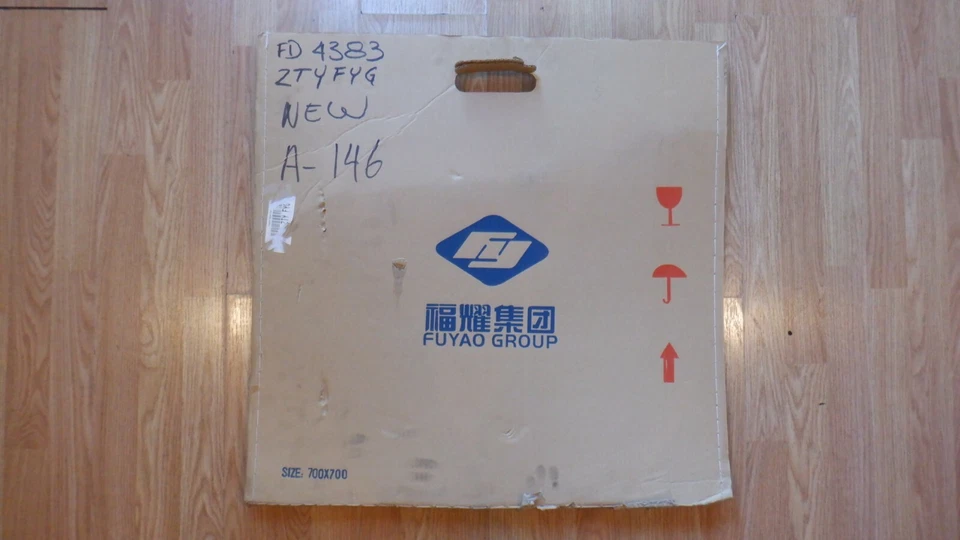 FD 4383
ZTYFYG
NEW
A-146
福耀集团
FUYAO GROUP
SIZE: 700X700